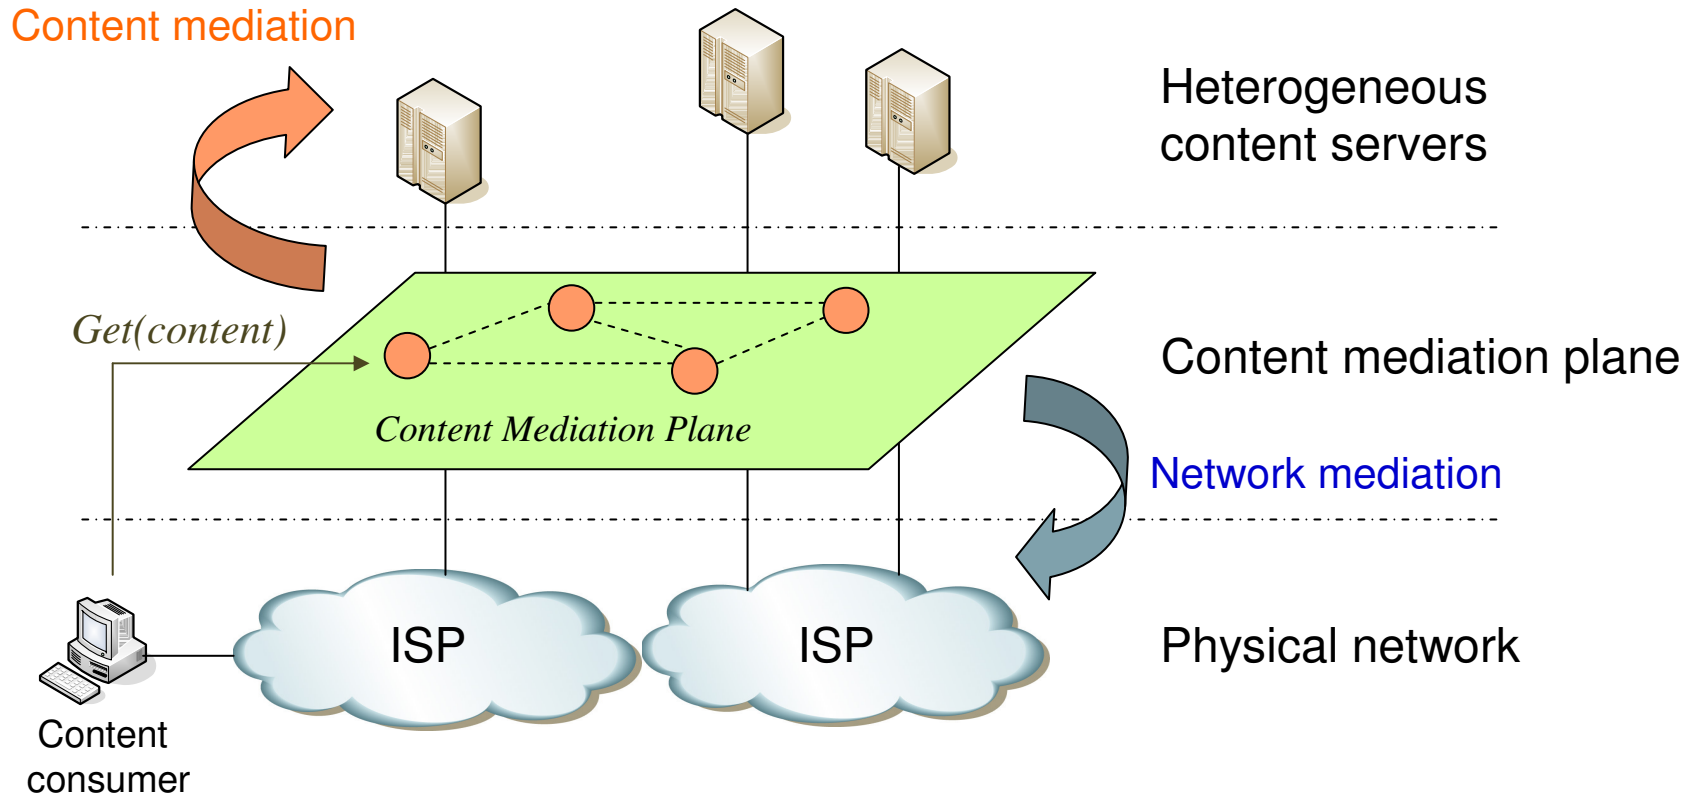 Content mediation
Heterogeneous
content servers
Get(content)
Content mediation plane
Content Mediation Plane
Network mediation
ISP
ISP
Physical network
Content
consumer